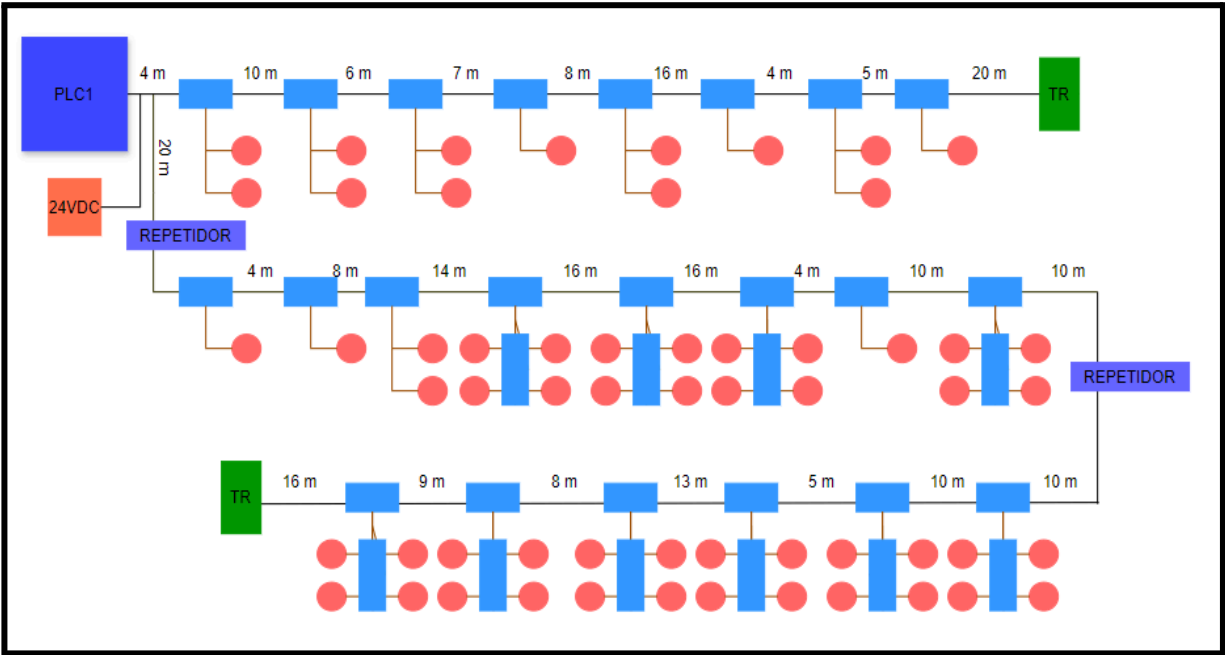 4 m 10 m 6 m 7 m 8 m 16 m 4 m 5 m 20 m
PLC1
TR
20 m
24VDC
REPETIDOR
4 m 8 m 14 m 16 m 16 m 4 m 10 m 10 m
REPETIDOR
16 m 9 m 8 m 13 m 5 m 10 m 10 m
TR